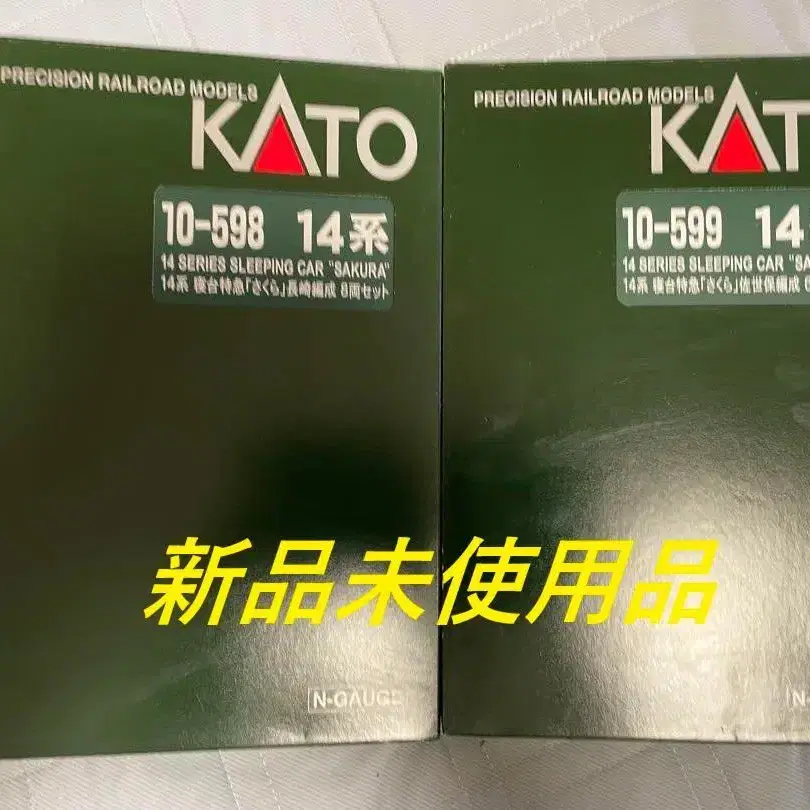 PRECISION RAILROAD MODELS
KATO
10-598 14系
14 SERIES SLEEPING CAR "SAKURA"
14系 寝台特急「さくら」長崎編成 8両セット
N-GAUGE
PRECISION RAILROAD MODELS
KAT
10-599 14
14 SERIES SLEEPING CAR "SA
14系 寝台特急「さくら」佐世保編成
N-
新品未使用品